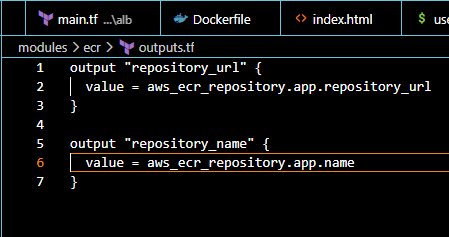 main.tf ...\alb
Dockerfile
index.html
$ use
modules > ecr > outputs.tf
1 output "repository_url" {
2 value = aws_ecr_repository.app.repository_url
3 }
4
5 output "repository_name" {
6 value = aws_ecr_repository.app.name
7 }